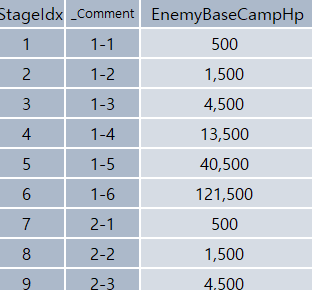 StageIdx _Comment EnemyBaseCampHp
1 1-1 500
2 1-2 1,500
3 1-3 4,500
4 1-4 13,500
5 1-5 40,500
6 1-6 121,500
7 2-1 500
8 2-2 1,500
9 2-3 4,500